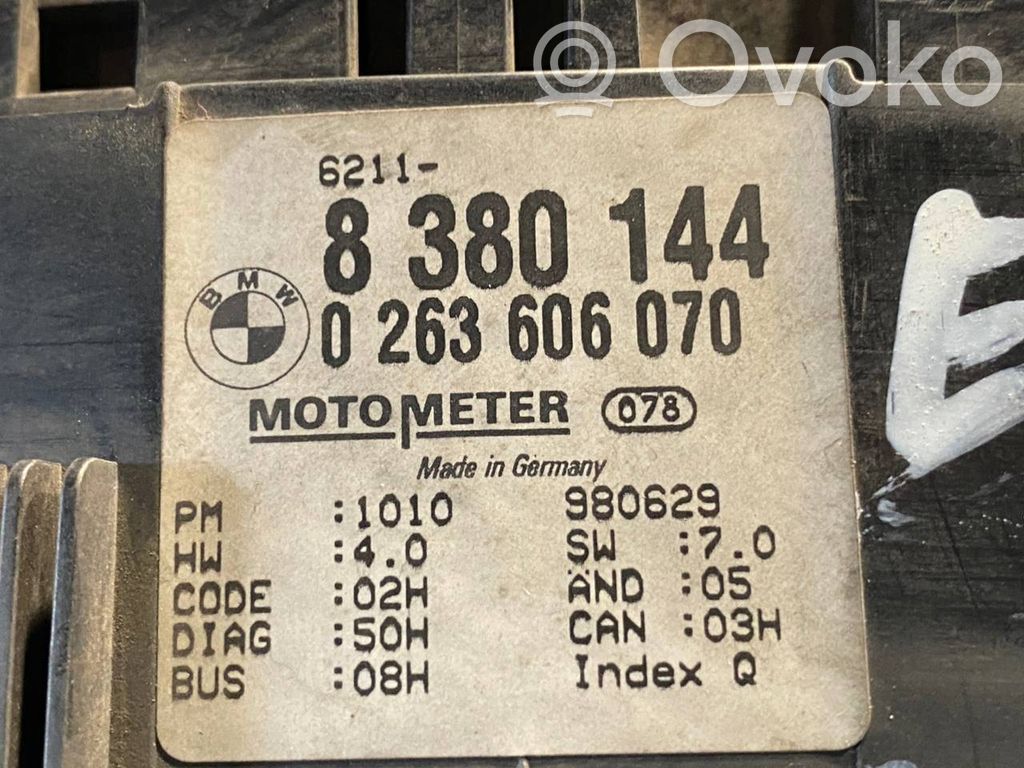 Ovoko
6211-
8 380 144
BMW
0 263 606 070
MOTOMETER 078
Made in Germany
PM :1010 980629
HW :4.0 SW :7.0
CODE :02H ÄND :05
DIAG :50H CAN :03H
BUS :08H Index Q
E